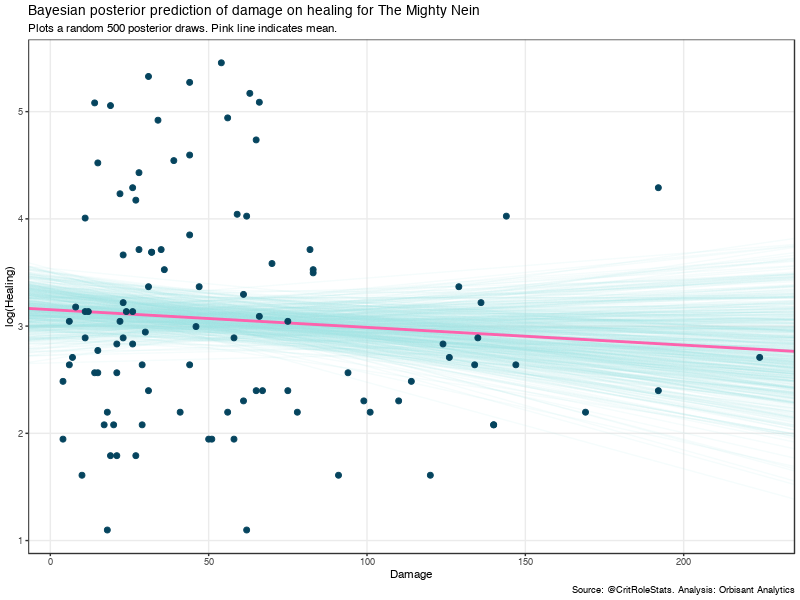 Bayesian posterior prediction of damage on healing for The Mighty Nein
Plots a random 500 posterior draws. Pink line indicates mean.
5
4
3
2
1
log(Healing)
0 50 100 150 200
Damage
Source: @CritRoleStats. Analysis: Orbisant Analytics